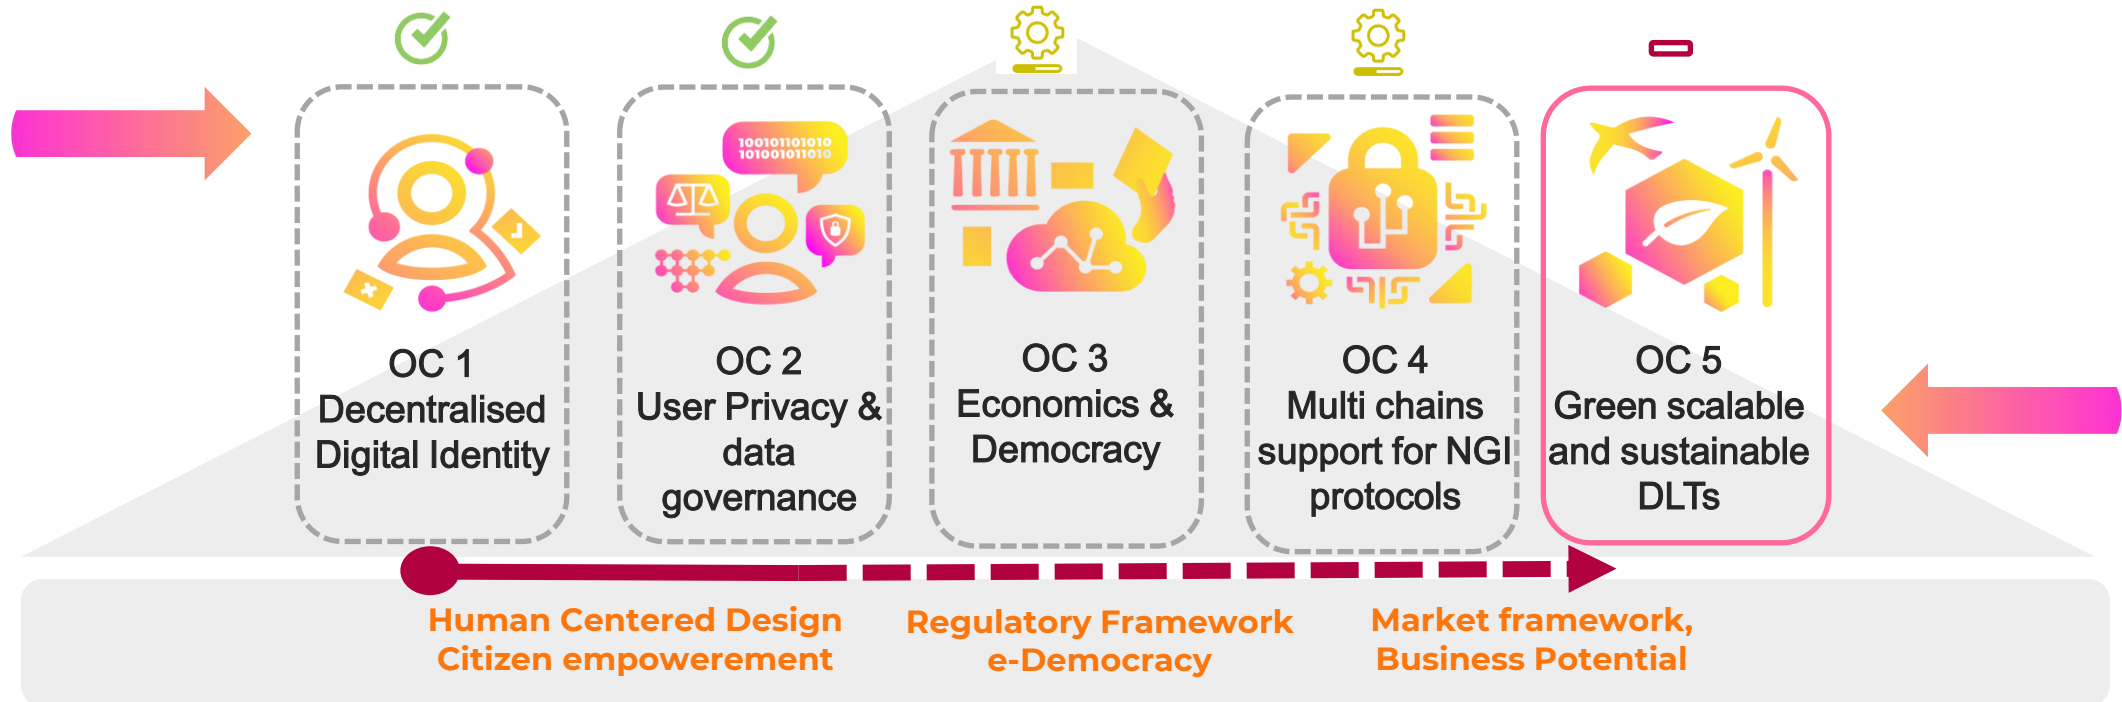 100101101010
101001011010
OC 1
Decentralised
Digital Identity
OC 2
User Privacy &
data
governance
OC 3
Economics &
Democracy
OC 4
Multi chains
support for NGI
protocols
OC 5
Green scalable
and sustainable
DLTs
Human Centered Design
Citizen empowerement
Regulatory Framework
e-Democracy
Market framework,
Business Potential